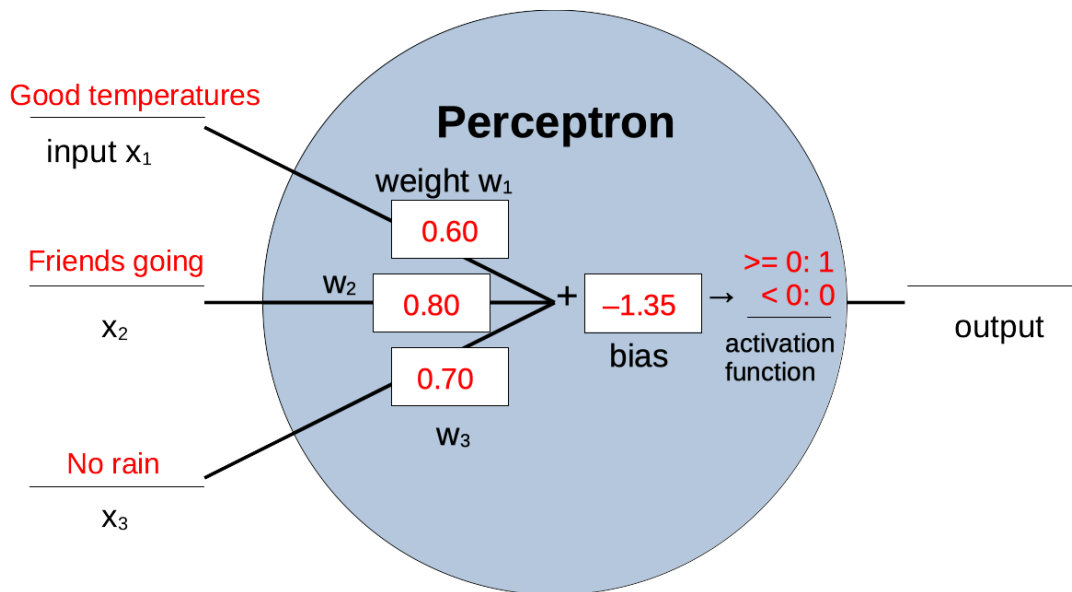 Good temperatures
input x₁
Perceptron
weight w₁
0.60
Friends going
x₂
w₂
0.80
+
–1.35
→
>= 0: 1
< 0: 0
bias
activation
function
output
0.70
w₃
No rain
x₃